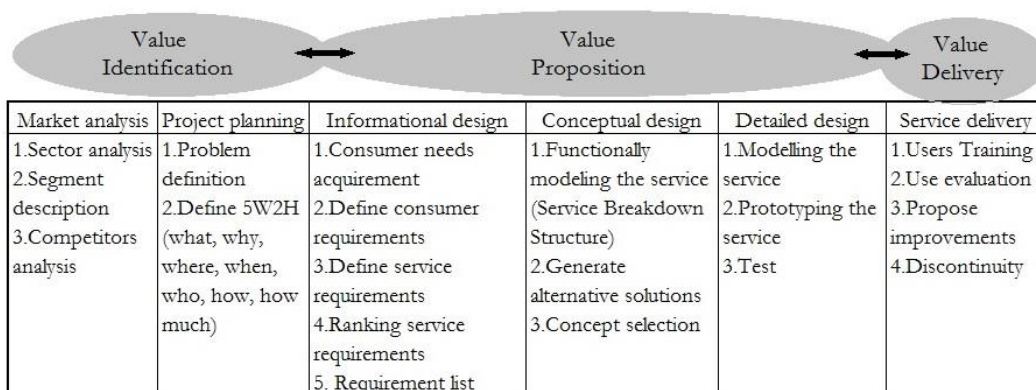 Value
Identification
Value
Proposition
Value
Delivery
Market analysis
1.Sector analysis
2.Segment
description
3.Competitors
analysis
Project planning
1.Problem
definition
2.Define 5W2H
(what, why,
where, when,
who, how, how
much)
Informational design
1.Consumer needs
acquirement
2.Define consumer
requirements
3.Define service
requirements
4.Ranking service
requirements
5. Requirement list
Conceptual design
1.Functionally
modeling the service
(Service Breakdown
Structure)
2.Generate
alternative solutions
3.Concept selection
Detailed design
1.Modelling the
service
2.Prototyping the
service
3.Test
Service delivery
1.Users Training
2.Use evaluation
3.Propose
improvements
4.Discontinuity